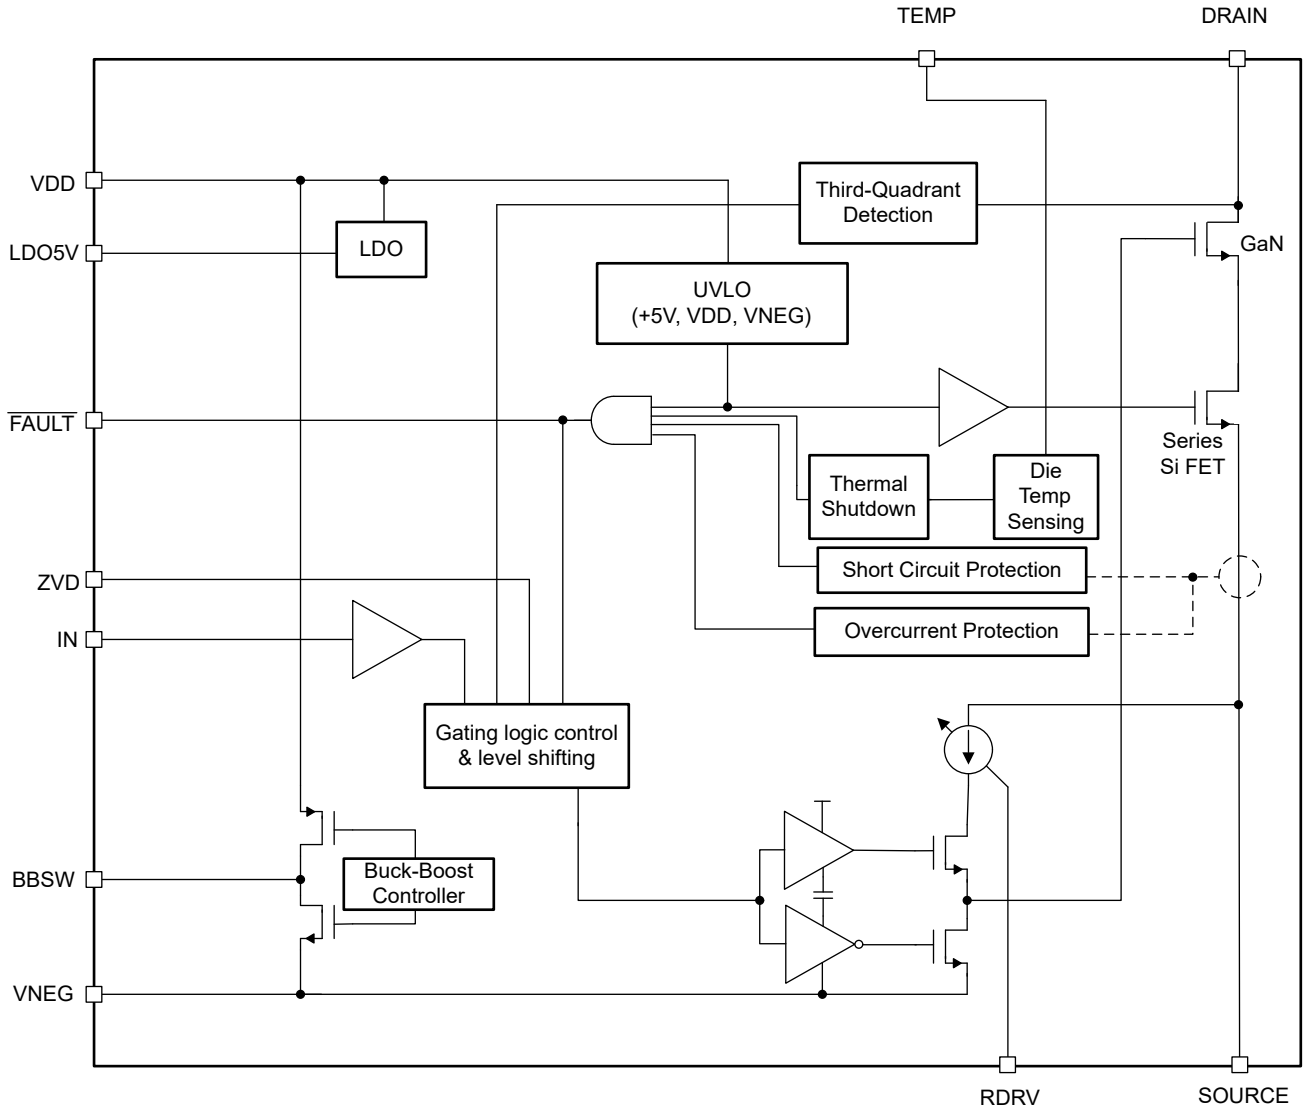 TEMP
DRAIN
VDD
Third-Quadrant
Detection
LDO5V
LDO
GaN
UVLO
(+5V, VDD, VNEG)
FAULT
Series
Si FET
Thermal
Shutdown
Die
Temp
Sensing
Short Circuit Protection
ZVD
IN
Overcurrent Protection
Gating logic control
& level shifting
BBSW
Buck-Boost
Controller
VNEG
RDRV
SOURCE